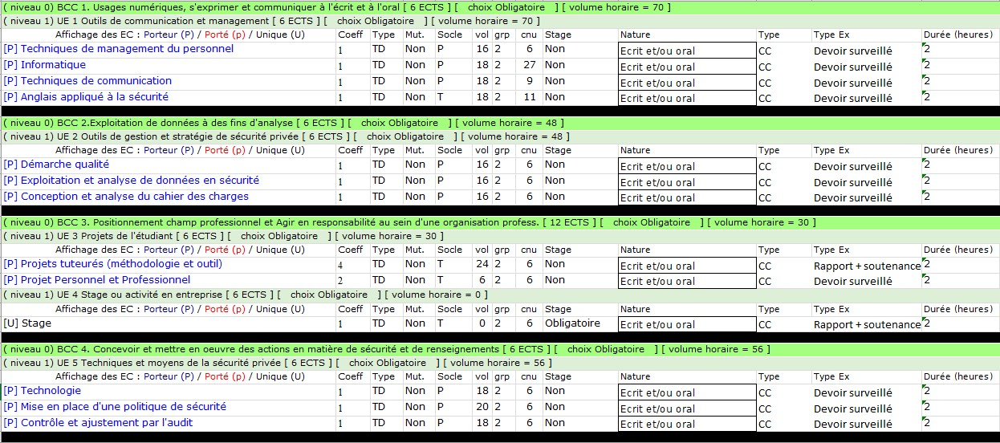 ( niveau 0) BCC 1. Usages numériques, s'exprimer et communiquer à l'écrit et à l'oral [ 6 ECTS ] [ choix Obligatoire ] [ volume horaire = 70 ]
( niveau 1) UE 1 Outils de communication et management [ 6 ECTS ] [ choix Obligatoire ] [ volume horaire = 70 ]
Affichage des EC : Porteur (P) / Porté (p) / Unique (U) Coeff Type Mut. Socle vol grp cnu Stage Nature Type Type Ex Durée (heures)
[P] Techniques de management du personnel 1 TD Non P 16 2 6 Non Ecrit et/ou oral CC Devoir surveillé 2
[P] Informatique 1 TD Non P 18 2 27 Non Ecrit et/ou oral CC Devoir surveillé 2
[P] Techniques de communication 1 TD Non P 18 2 9 Non Ecrit et/ou oral CC Devoir surveillé 2
[P] Anglais appliqué à la sécurité 1 TD Non T 18 2 11 Non Ecrit et/ou oral CC Devoir surveillé 2
( niveau 0) BCC 2.Exploitation de données à des fins d'analyse [ 6 ECTS ] [ choix Obligatoire ] [ volume horaire = 48 ]
( niveau 1) UE 2 Outils de gestion et stratégie de sécurité privée [ 6 ECTS ] [ choix Obligatoire ] [ volume horaire = 48 ]
Affichage des EC : Porteur (P) / Porté (p) / Unique (U) Coeff Type Mut. Socle vol grp cnu Stage Nature Type Type Ex Durée (heures)
[P] Démarche qualité 1 TD Non P 16 2 6 Non Ecrit et/ou oral CC Devoir surveillé 2
[P] Exploitation et analyse de données en sécurité 1 TD Non P 16 2 6 Non Ecrit et/ou oral CC Devoir surveillé 2
[P] Conception et analyse du cahier des charges 1 TD Non P 16 2 6 Non Ecrit et/ou oral CC Devoir surveillé 2
( niveau 0) BCC 3. Positionnement champ professionnel et Agir en responsabilité au sein d'une organisation profess. [ 12 ECTS ] [ choix Obligatoire ] [ volume horaire = 30 ]
( niveau 1) UE 3 Projets de l'étudiant [ 6 ECTS ] [ choix Obligatoire ] [ volume horaire = 30 ]
Affichage des EC : Porteur (P) / Porté (p) / Unique (U) Coeff Type Mut. Socle vol grp cnu Stage Nature Type Type Ex Durée (heures)
[P] Projets tuteurés (méthodologie et outil) 4 TD Non T 24 2 6 Non Ecrit et/ou oral CC Rapport + soutenance 2
[P] Projet Personnel et Professionnel 2 TD Non T 6 2 6 Non Ecrit et/ou oral CC Devoir surveillé 2
( niveau 1) UE 4 Stage ou activité en entreprise [ 6 ECTS ] [ choix Obligatoire ] [ volume horaire = 0 ]
Affichage des EC : Porteur (P) / Porté (p) / Unique (U) Coeff Type Mut. Socle vol grp cnu Stage Nature Type Type Ex Durée (heures)
[U] Stage 1 TD Non T 0 2 6 Obligatoire Ecrit et/ou oral CC Rapport + soutenance 2
( niveau 0) BCC 4. Concevoir et mettre en oeuvre des actions en matière de sécurité et de renseignements [ 6 ECTS ] [ choix Obligatoire ] [ volume horaire = 56 ]
( niveau 1) UE 5 Techniques et moyens de la sécurité privée [ 6 ECTS ] [ choix Obligatoire ] [ volume horaire = 56 ]
Affichage des EC : Porteur (P) / Porté (p) / Unique (U) Coeff Type Mut. Socle vol grp cnu Stage Nature Type Type Ex Durée (heures)
[P] Technologie 1 TD Non P 18 2 6 Non Ecrit et/ou oral CC Devoir surveillé 2
[P] Mise en place d'une politique de sécurité 1 TD Non P 20 2 6 Non Ecrit et/ou oral CC Devoir surveillé 2
[P] Contrôle et ajustement par l'audit 1 TD Non P 18 2 6 Non Ecrit et/ou oral CC Devoir surveillé 2